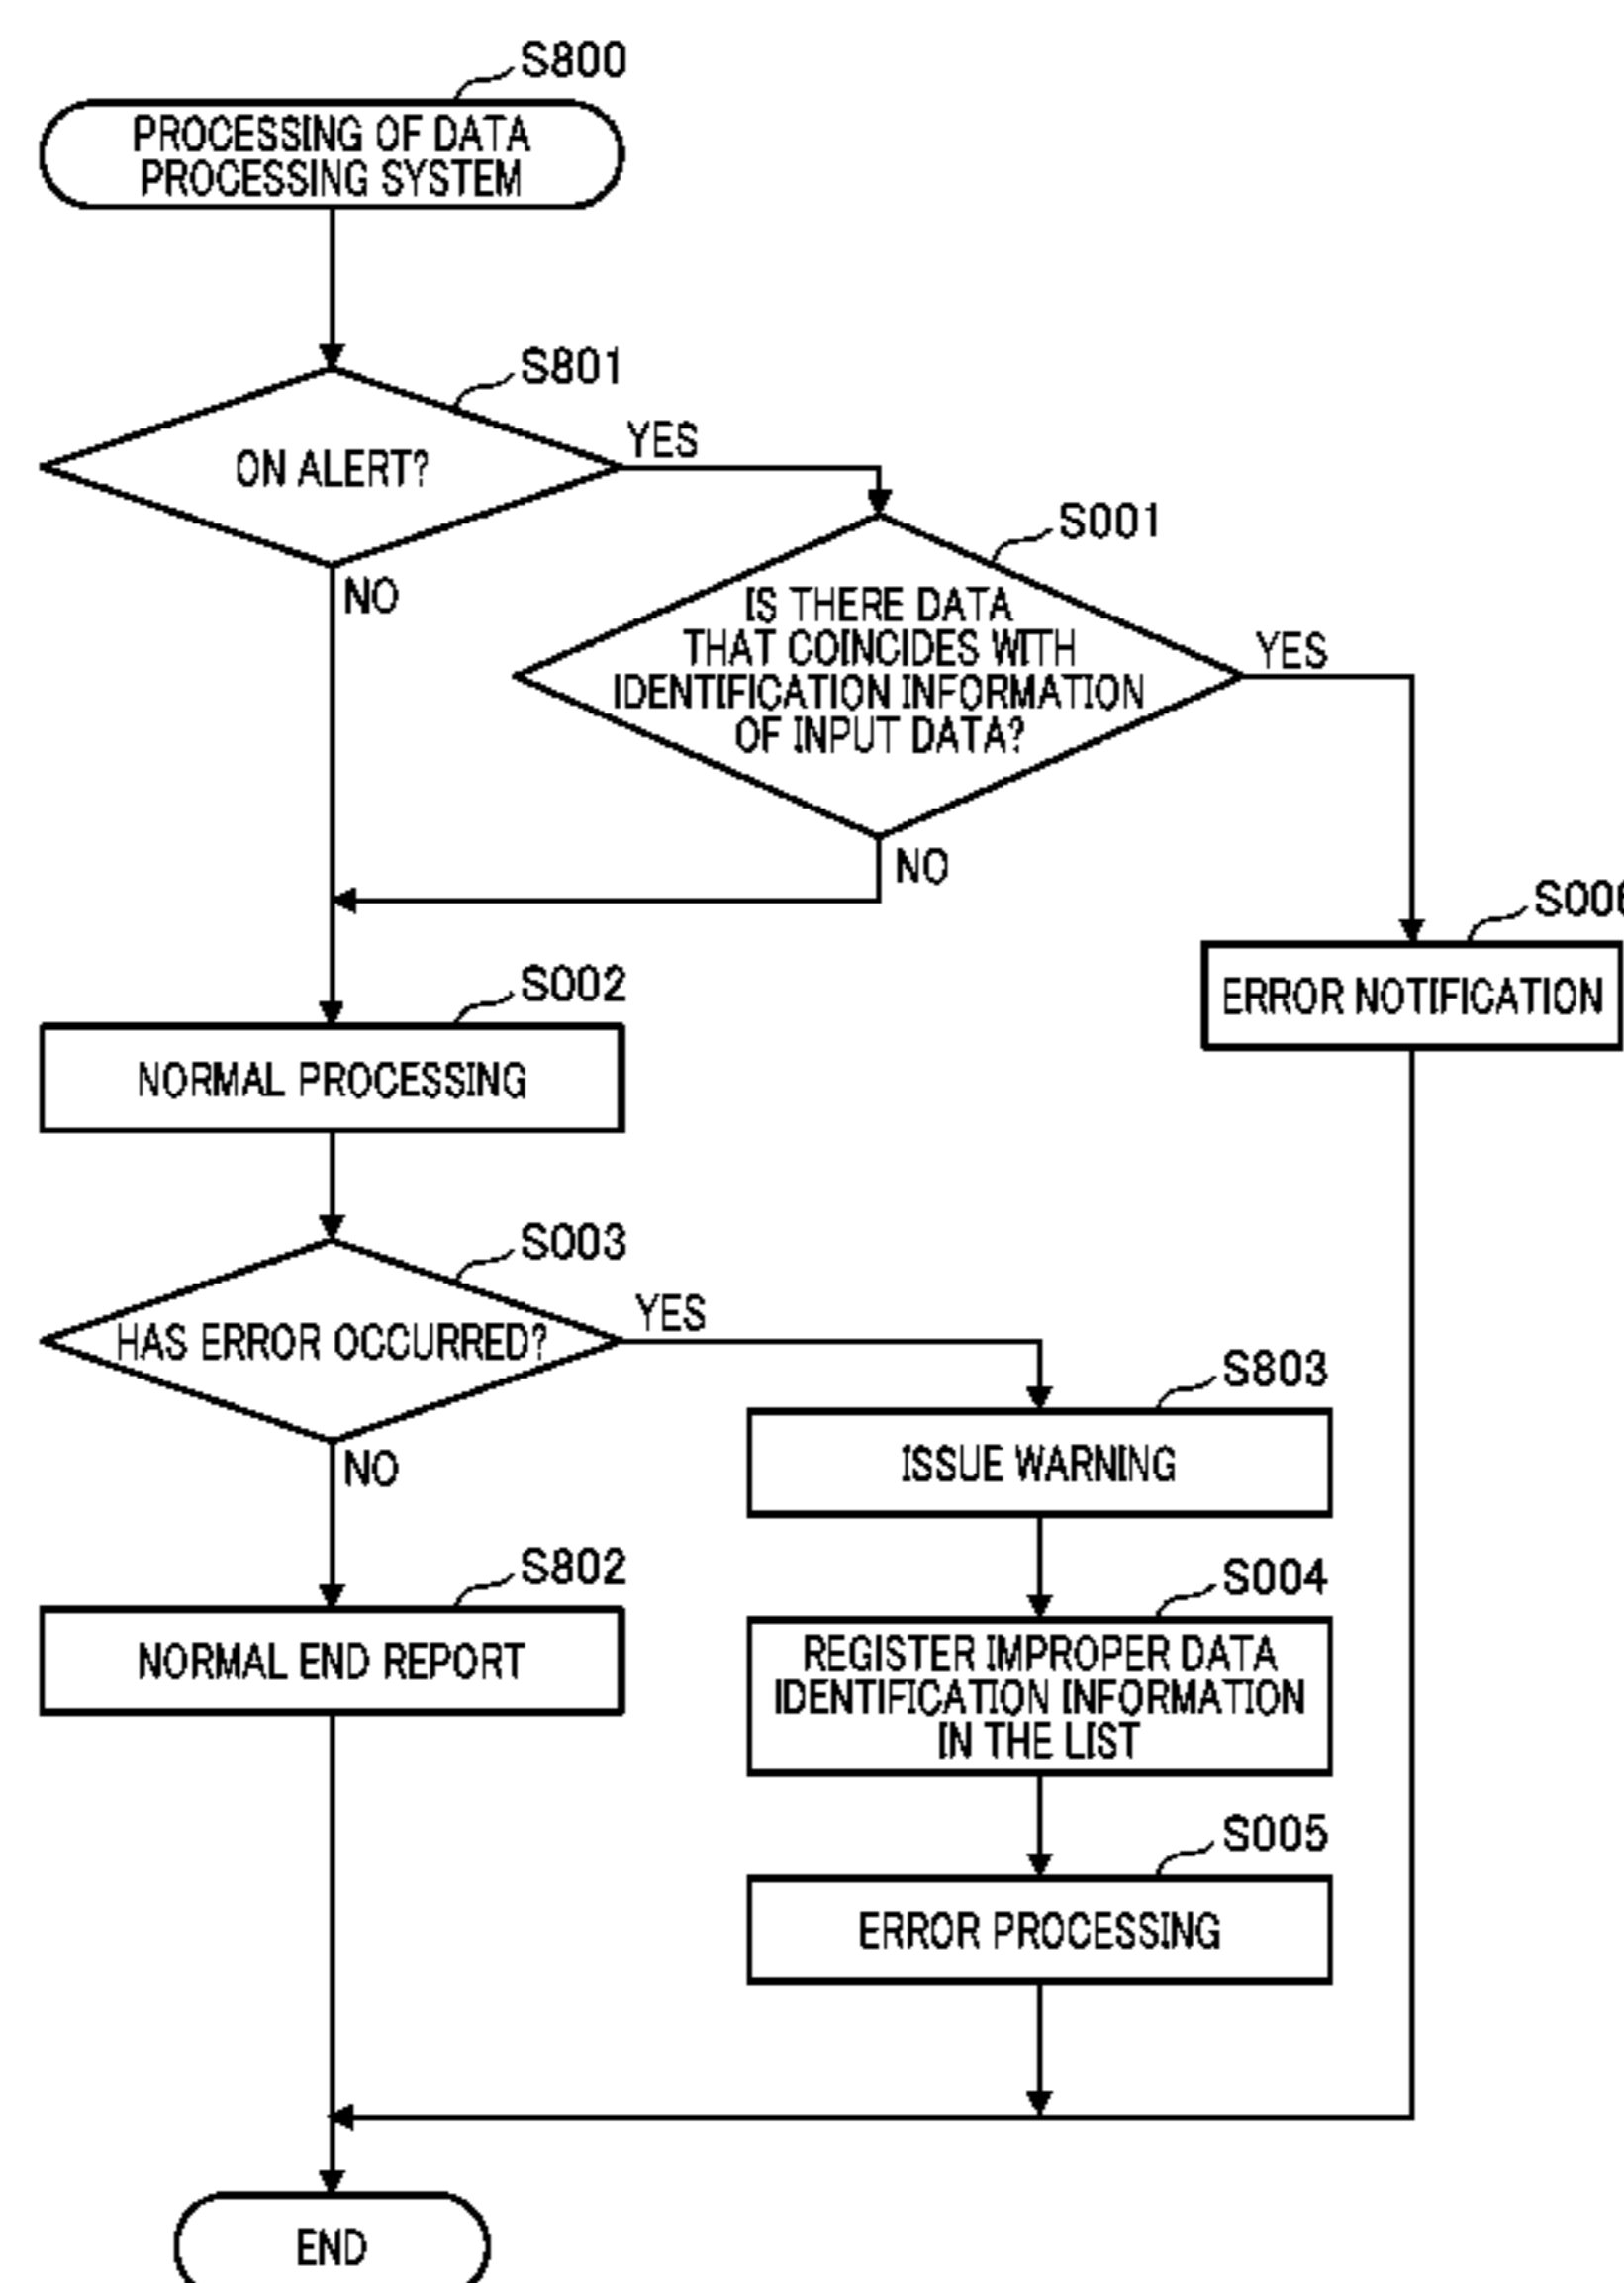 S800
PROCESSING OF DATA
PROCESSING SYSTEM
S801
ON ALERT?
YES
NO
S001
IS THERE DATA
THAT COINCIDES WITH
IDENTIFICATION INFORMATION
OF INPUT DATA?
YES
NO
S006
ERROR NOTIFICATION
S002
NORMAL PROCESSING
S003
HAS ERROR OCCURRED?
YES
NO
S803
ISSUE WARNING
S802
NORMAL END REPORT
S004
REGISTER IMPROPER DATA
IDENTIFICATION INFORMATION
IN THE LIST
S005
ERROR PROCESSING
END